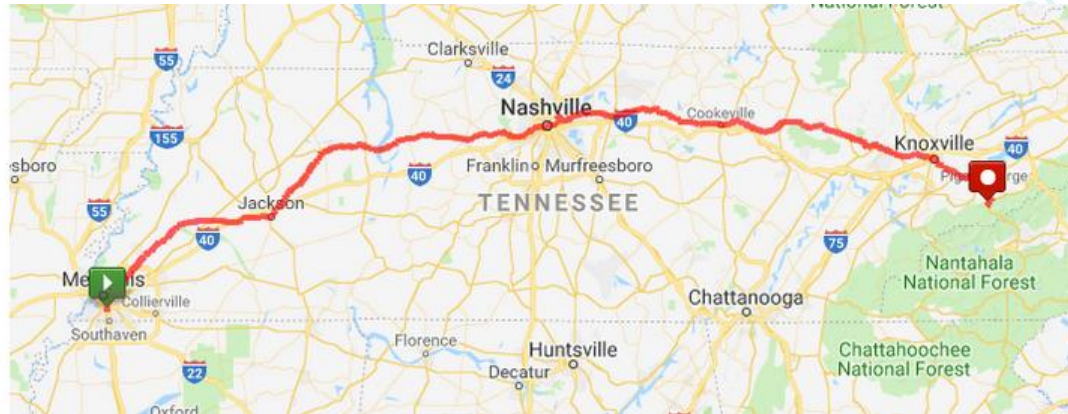 National Forest
55
Clarksville
24
155
Nashville
Cookeville
40
Knoxville
40
sboro
Franklin
Murfreesboro
40
55
Jackson
TENNESSEE
40
75
Nantahala
National Forest
Collierville
Southaven
Chattanooga
Florence
Huntsville
Chattahoochee
National Forest
22
Decatur
Oxford